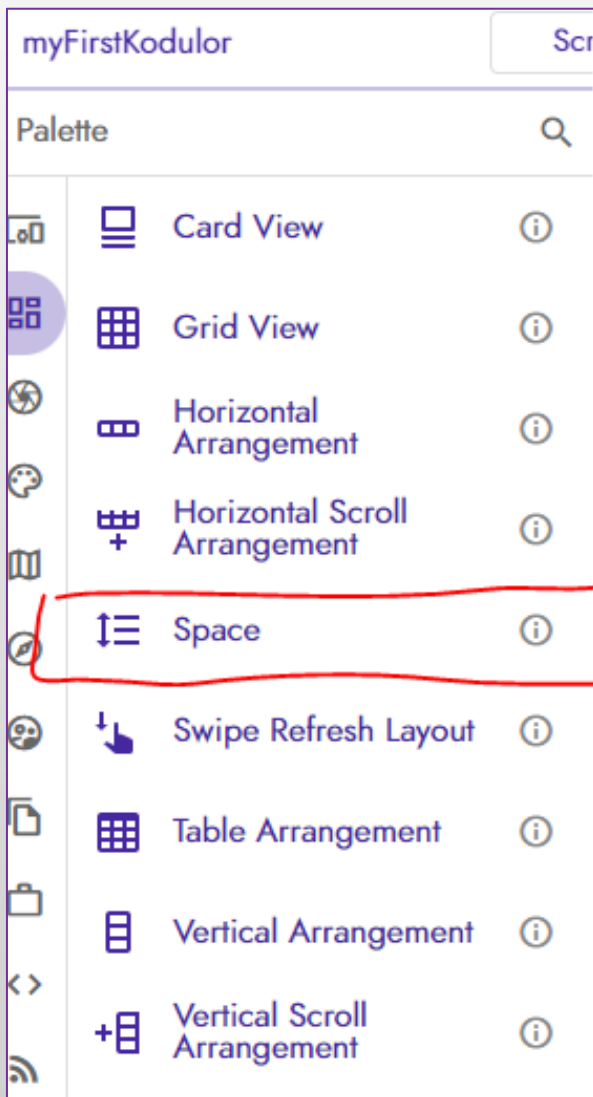 myFirstKodulor
Scr
Palette
Card View
Grid View
Horizontal
Arrangement
Horizontal Scroll
Arrangement
Space
Swipe Refresh Layout
Table Arrangement
Vertical Arrangement
Vertical Scroll
Arrangement